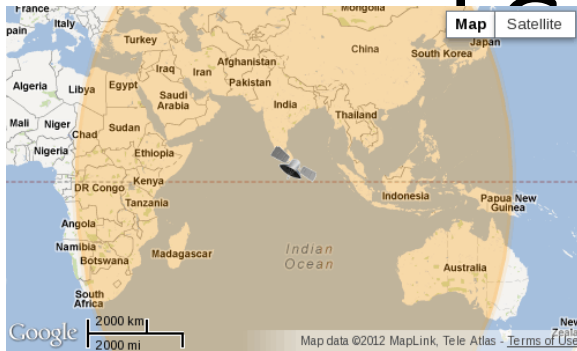 France
Mongolia
Map Satellite
pain
Italy
Japan
Turkey
China
South Korea
Afghanistan
Iraq
Iran
Pakistan
Algeria
Libya
Egypt
Saudi
Arabia
India
Thailand
Mali
Niger
Chad
Sudan
Nigeria
Ethiopia
Kenya
DR Congo
Indonesia
Tanzania
Papua New
Guinea
Angola
Namibia
Madagascar
Indian
Ocean
Botswana
Australia
South
Africa
2000 km
2000 mi
Google
New
Map data ©2012 MapLink, Tele Atlas - Terms of Use